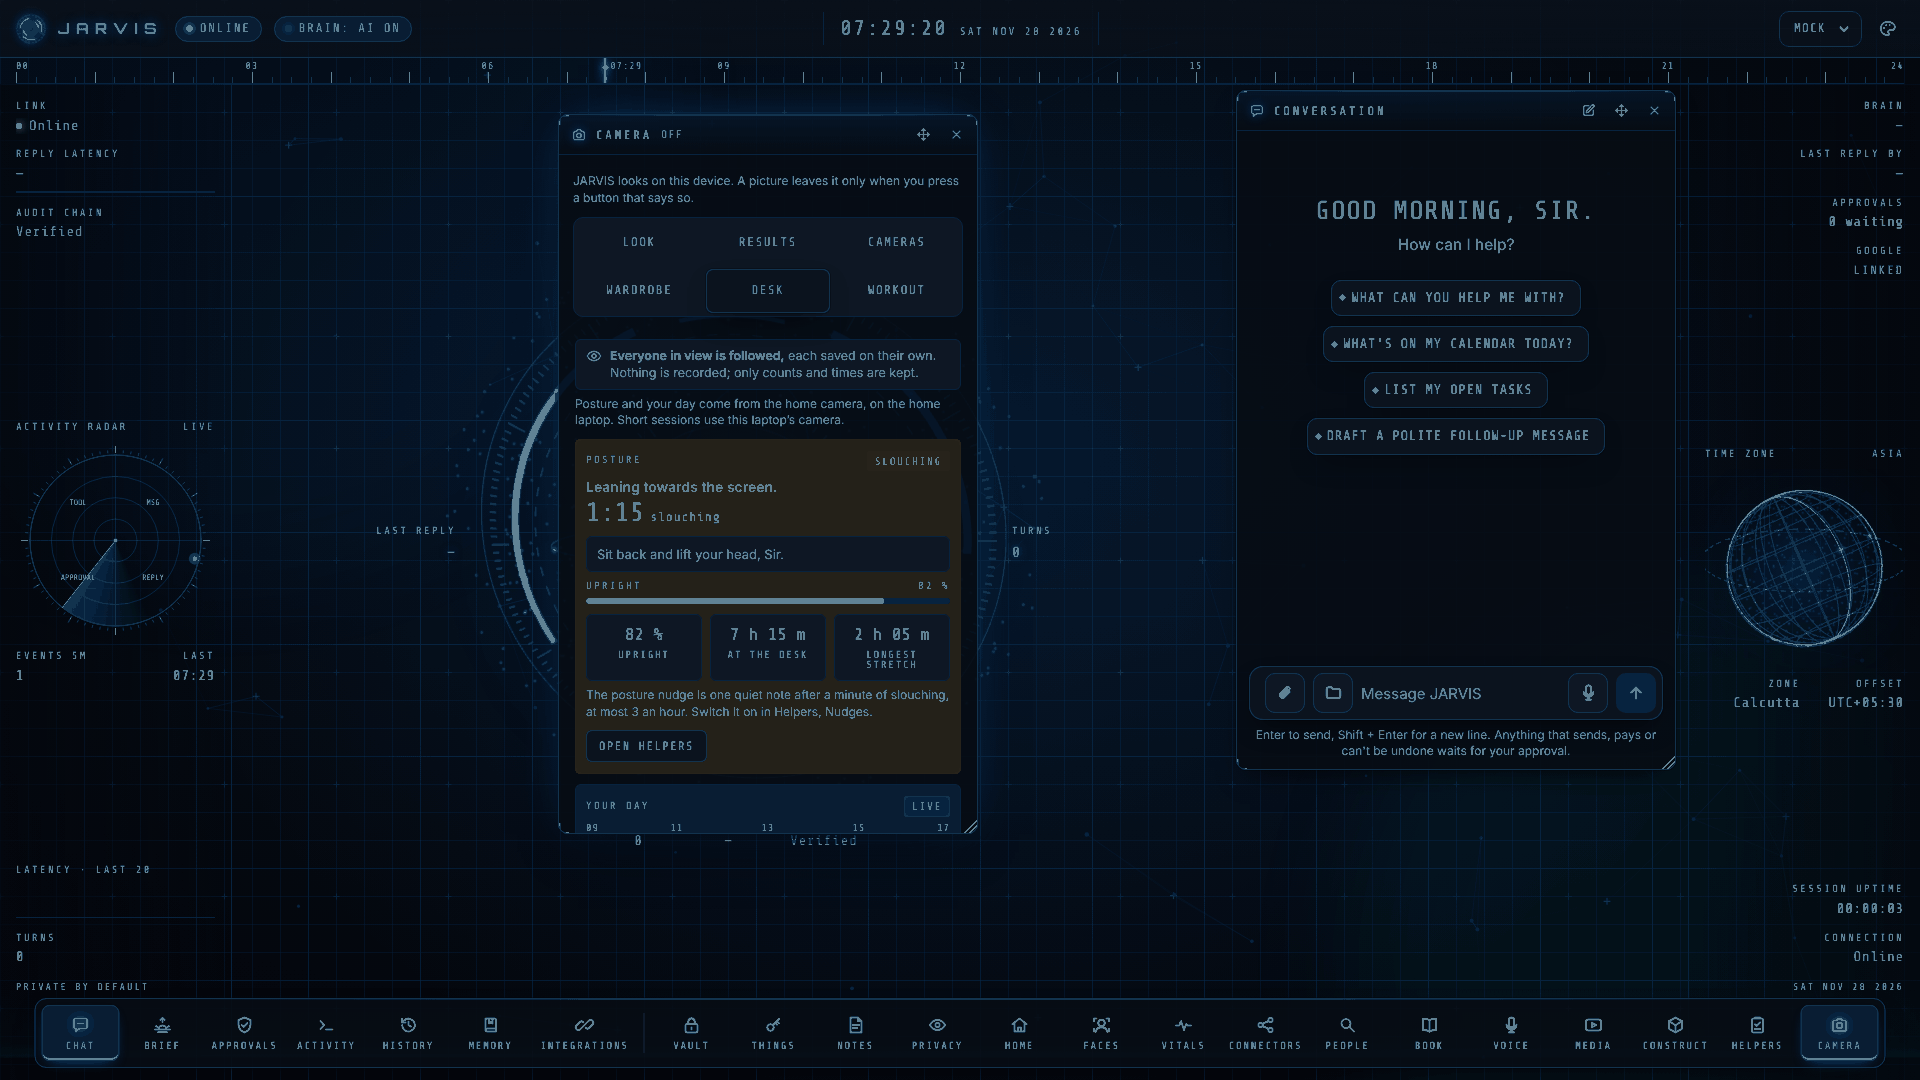 JARVIS
ONLINE
BRAIN: AI ON
07:29:20 SAT NOV 28 2026
MOCK
00 03 06 07:29 09 12 15 18 21 24
LINK
Online
REPLY LATENCY
—
AUDIT CHAIN
Verified
ACTIVITY RADAR LIVE
TOOL MSG
APPROVAL REPLY
EVENTS 5M LAST
1 07:29
LATENCY · LAST 20
TURNS
0
PRIVATE BY DEFAULT
LAST REPLY
—
CAMERA OFF
JARVIS looks on this device. A picture leaves it only when you press
a button that says so.
LOOK RESULTS CAMERAS
WARDROBE DESK WORKOUT
Everyone in view is followed, each saved on their own.
Nothing is recorded; only counts and times are kept.
Posture and your day come from the home camera, on the home
laptop. Short sessions use this laptop's camera.
POSTURE SLOUCHING
Leaning towards the screen.
1:15 slouching
Sit back and lift your head, Sir.
UPRIGHT 82 %
82 % 7 h 15 m 2 h 05 m
UPRIGHT AT THE DESK LONGEST
STRETCH
The posture nudge is one quiet note after a minute of slouching,
at most 3 an hour. Switch it on in Helpers, Nudges.
OPEN HELPERS
YOUR DAY LIVE
09 11 13 15 17
0 — Verified
TURNS
0
CONVERSATION
GOOD MORNING, SIR.
How can I help?
WHAT CAN YOU HELP ME WITH?
WHAT'S ON MY CALENDAR TODAY?
LIST MY OPEN TASKS
DRAFT A POLITE FOLLOW-UP MESSAGE
Message JARVIS
Enter to send, Shift + Enter for a new line. Anything that sends, pays or
can't be undone waits for your approval.
BRAIN
—
LAST REPLY BY
—
APPROVALS
0 waiting
GOOGLE
LINKED
TIME ZONE ASIA
ZONE OFFSET
Calcutta UTC+05:30
SESSION UPTIME
00:00:03
CONNECTION
Online
SAT NOV 28 2026
CHAT BRIEF APPROVALS ACTIVITY HISTORY MEMORY INTEGRATIONS VAULT THINGS NOTES PRIVACY HOME FACES VITALS CONNECTORS PEOPLE BOOK VOICE MEDIA CONSTRUCT HELPERS CAMERA